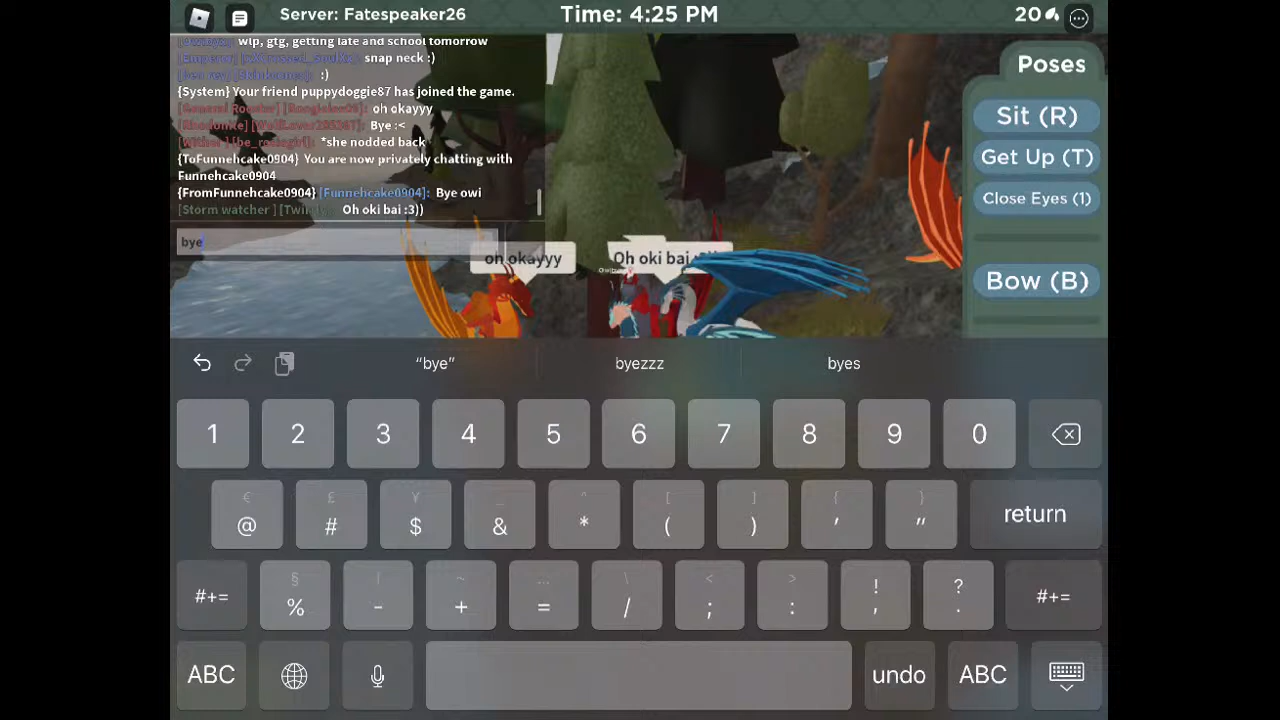 Server: Fatespeaker26
Time: 4:25 PM
20
wlp, gtg, getting late and school tomorrow
snap neck :)
:)
{System} Your friend puppydoggie87 has joined the game.
oh okayyy
Bye :<
*she nodded back
{ToFunnehcake0904} You are now privately chatting with
Funnehcake0904
{FromFunnehcake0904} [Funnehcake0904]: Bye owi
[Storm watcher ] Oh oki bai :3))
bye
oh okayyy
Oh oki bai
Poses
Sit (R)
Get Up (T)
Close Eyes (1)
Bow (B)
“bye” byezzz byes
1 2 3 4 5 6 7 8 9 0
€ £ ¥ _ ^ [ ] { }
@ # $ & * ( ) ' " return
§ | ~ … \ < > ! ?
#+= % - + = / ; : , . #+=
ABC undo ABC